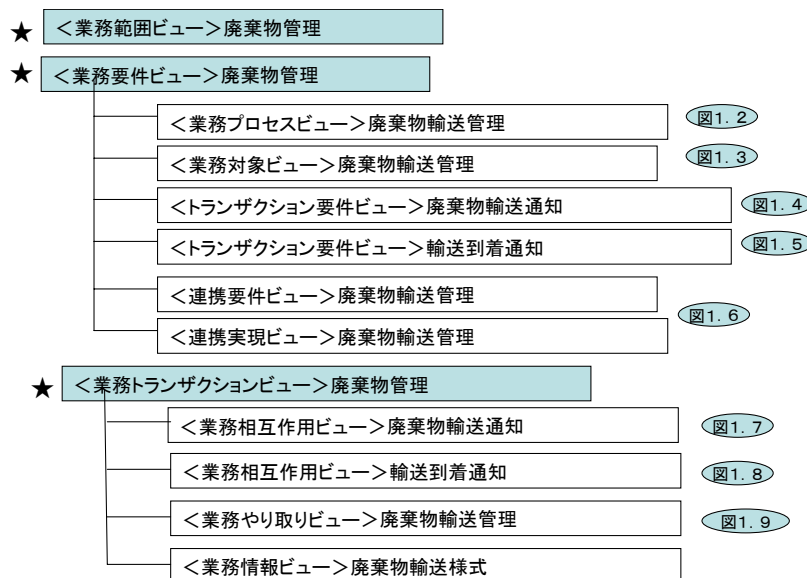 ★ ＜業務範囲ビュー＞廃棄物管理
★ ＜業務要件ビュー＞廃棄物管理
＜業務プロセスビュー＞廃棄物輸送管理 図1．2
＜業務対象ビュー＞廃棄物輸送管理 図1．3
＜トランザクション要件ビュー＞廃棄物輸送通知 図1．4
＜トランザクション要件ビュー＞輸送到着通知 図1．5
＜連携要件ビュー＞廃棄物輸送管理
図1．6
＜連携実現ビュー＞廃棄物輸送管理
★ ＜業務トランザクションビュー＞廃棄物管理
＜業務相互作用ビュー＞廃棄物輸送通知 図1．7
＜業務相互作用ビュー＞輸送到着通知 図1．8
＜業務やり取りビュー＞廃棄物輸送管理 図1．9
＜業務情報ビュー＞廃棄物輸送様式